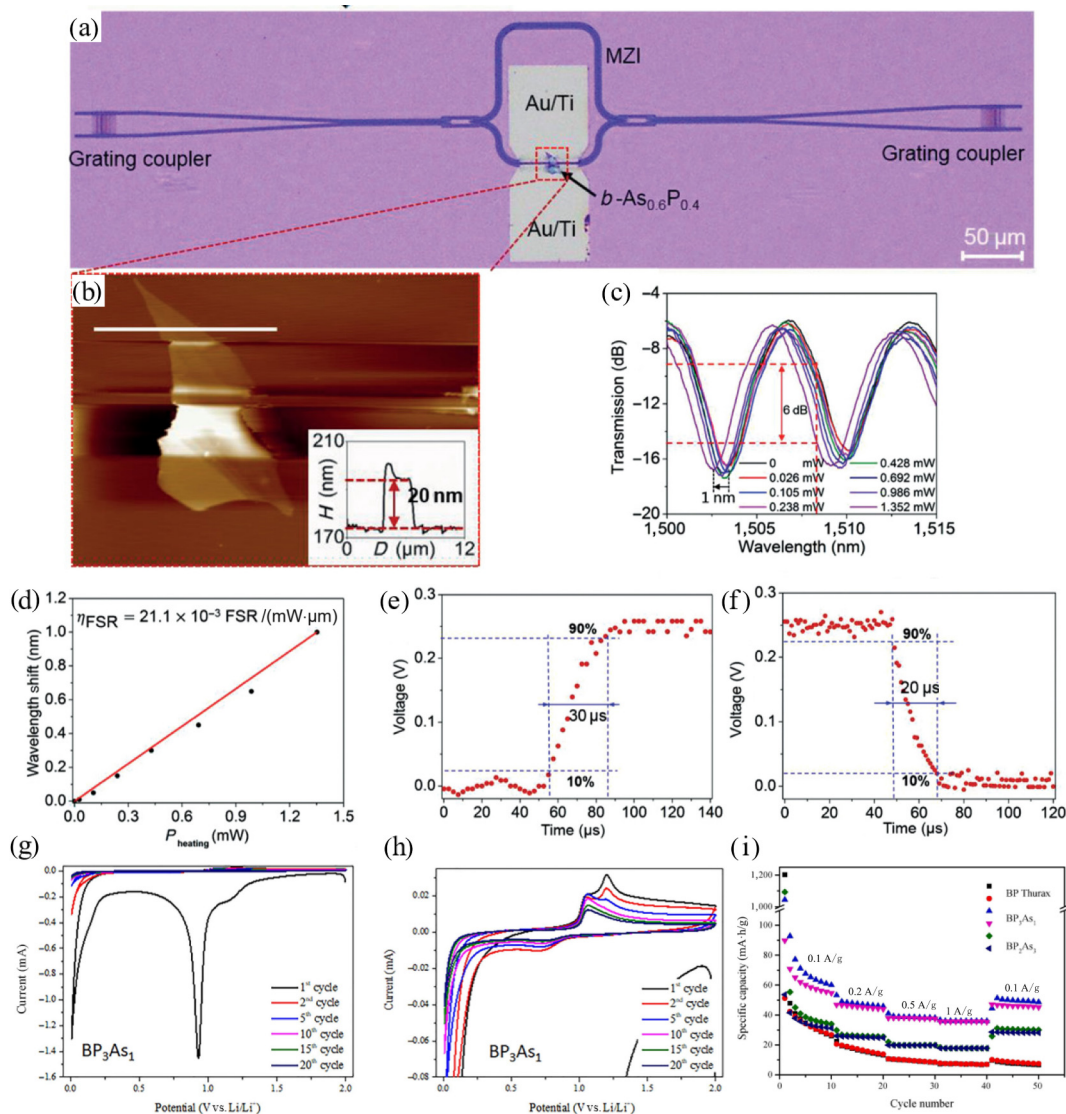 (a)
MZI
Au/Ti
Grating coupler
Grating coupler
b-As0.6P0.4
Au/Ti
50 μm
(b)
210
H (nm)
20 nm
170
0
D (μm)
12
(c)
−4
−8
−12
−16
−20
Transmission (dB)
6 dB
1 nm
0 mW
0.026 mW
0.105 mW
0.238 mW
0.428 mW
0.692 mW
0.986 mW
1.352 mW
1,500 1,505 1,510 1,515
Wavelength (nm)
(d)
ηFSR = 21.1 × 10−3 FSR /(mW·μm)
1.2
1.0
0.8
0.6
0.4
0.2
0.0
Wavelength shift (nm)
0 0.3 0.6 0.9 1.2 1.5
Pheating (mW)
(e)
0.3
0.2
0.1
0.0
Voltage (V)
90%
30 μs
10%
0 20 40 60 80 100 120 140
Time (μs)
(f)
0.3
0.2
0.1
0.0
Voltage (V)
90%
20 μs
10%
0 20 40 60 80 100 120
Time (μs)
(g)
0.0
−0.2
−0.4
−0.6
−0.8
−1.0
−1.2
−1.4
−1.6
Current (mA)
1st cycle
2nd cycle
5th cycle
10th cycle
15th cycle
20th cycle
BP3As1
0.0 0.5 1.0 1.5 2.0
Potential (V vs. Li/Li−)
(h)
0.02
0.00
−0.02
−0.04
−0.06
−0.08
Current (mA)
1st cycle
2nd cycle
5th cycle
10th cycle
15th cycle
20th cycle
BP3As1
0.0 0.5 1.0 1.5 2.0
Potential (V vs. Li/Li−)
(i)
1,200
1,000
100
80
60
40
20
0
Specific capacity (mA·h/g)
BP Thurax
BP3As1
BP2As1
0.1 A/g
0.2 A/g
0.5 A/g
1 A/g
0.1 A/g
0 10 20 30 40 50
Cycle number